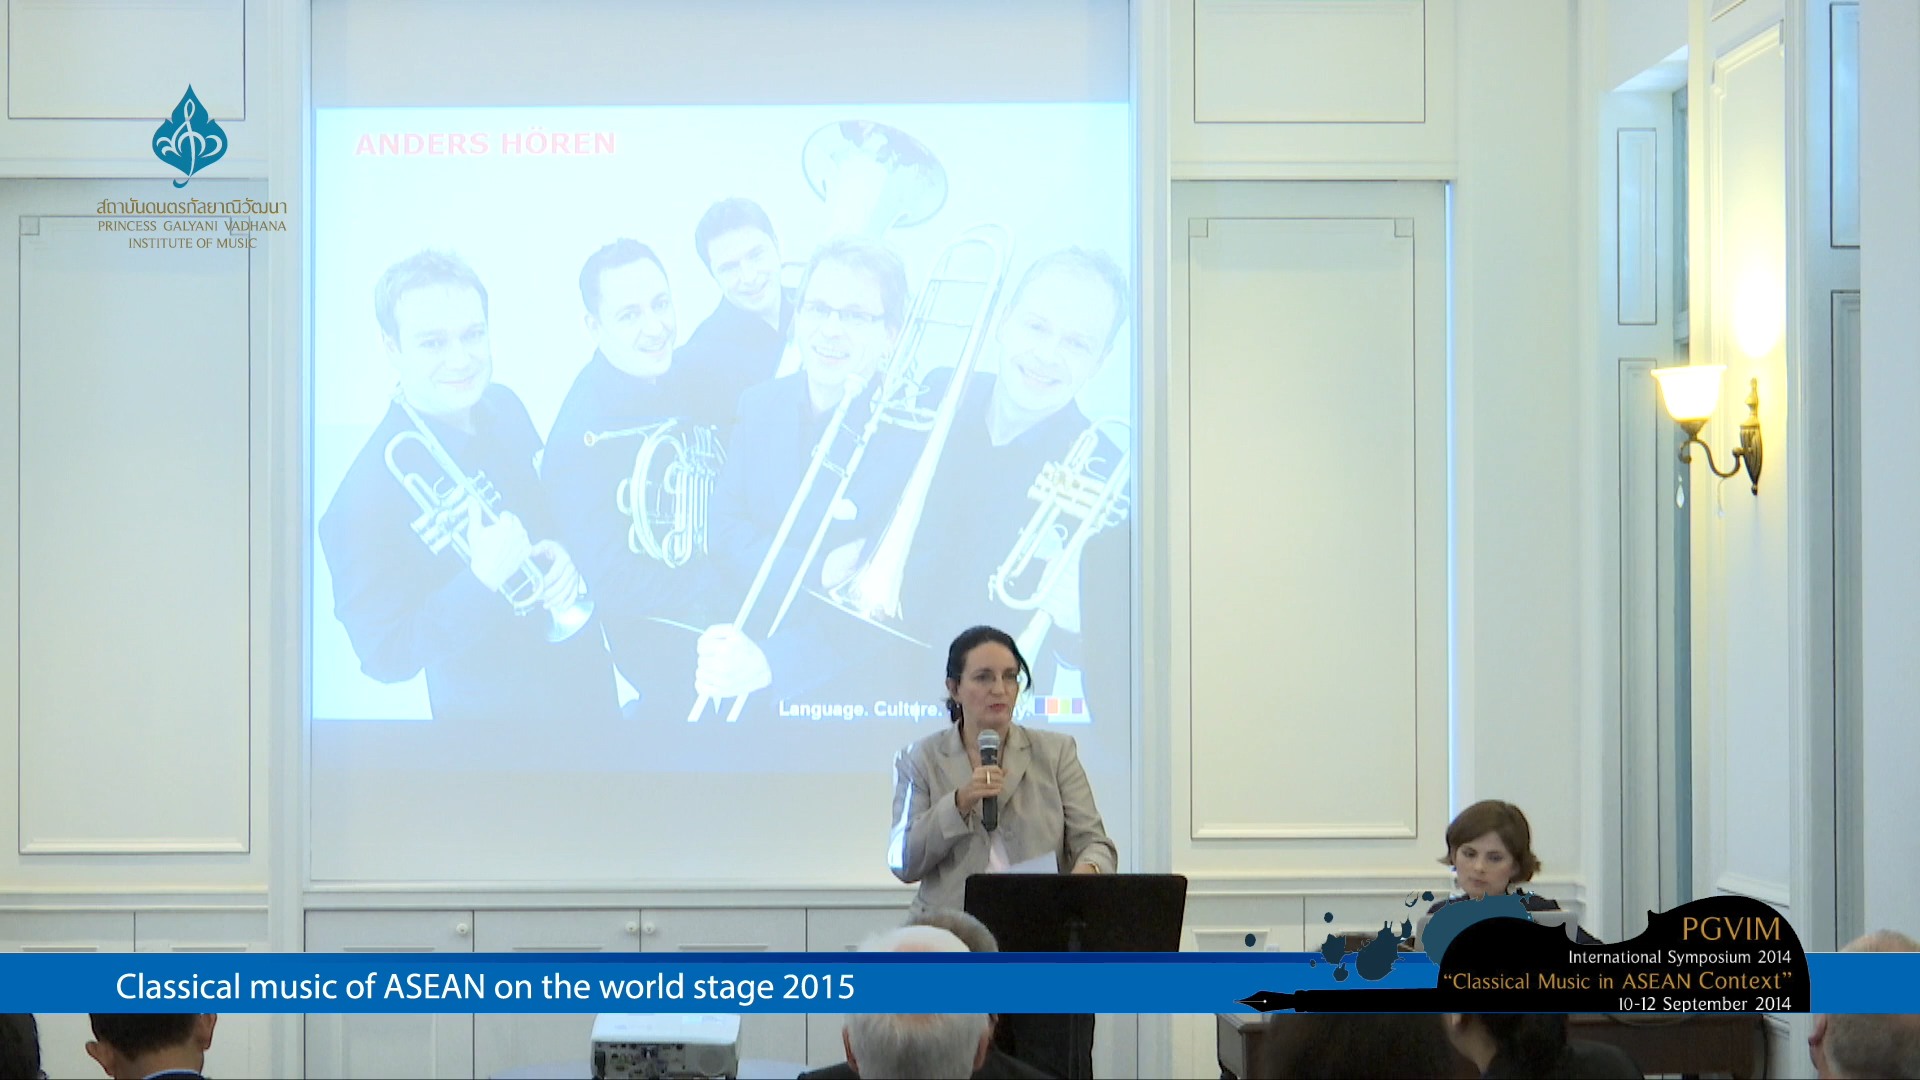 สถาบันดนตรีกัลยาณิวัฒนา
PRINCESS GALYANI VADHANA
INSTITUTE OF MUSIC
ANDERS HÖREN
Language. Culture.
Classical music of ASEAN on the world stage 2015
PGVIM
International Symposium 2014
“Classical Music in ASEAN Context”
10-12 September 2014